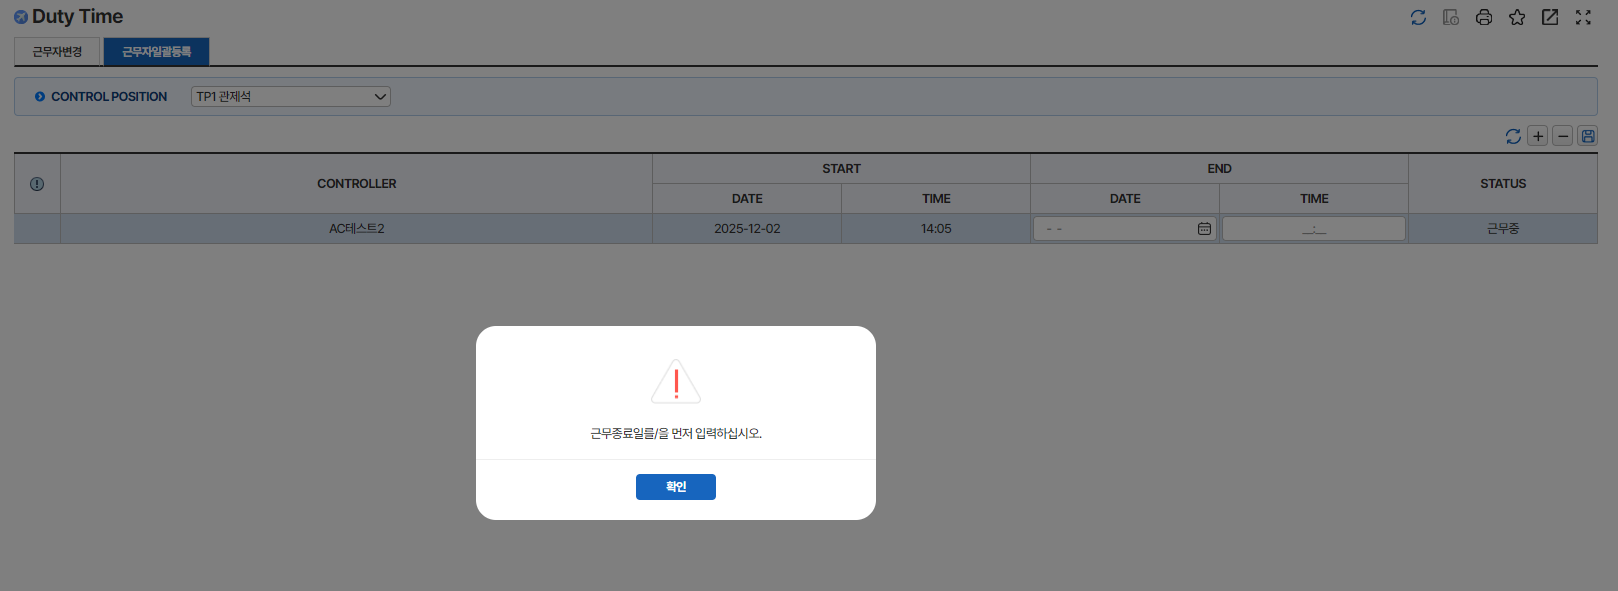 Duty Time
근무자변경 근무자일괄등록
CONTROL POSITION TP1 관제석
CONTROLLER START END STATUS
DATE TIME DATE TIME
AC테스트2 2025-12-02 14:05 - - __:__ 근무중
근무종료일를/을 먼저 입력하십시오.
확인